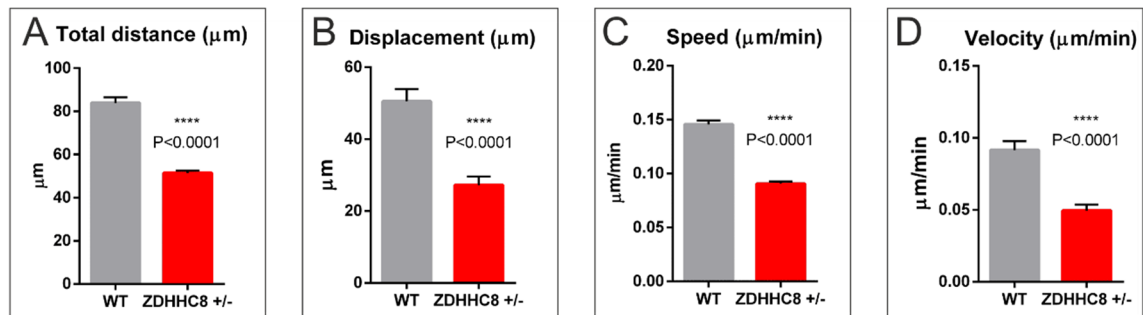 A Total distance (μm)
100
80
60
40
20
0
μm
****
P<0.0001
WT ZDHHC8 +/-
B Displacement (μm)
60
40
20
0
μm
****
P<0.0001
WT ZDHHC8 +/-
C Speed (μm/min)
0.20
0.15
0.10
0.05
0.00
μm/min
****
P<0.0001
WT ZDHHC8 +/-
D Velocity (μm/min)
0.15
0.10
0.05
0.00
μm/min
****
P<0.0001
WT ZDHHC8 +/-